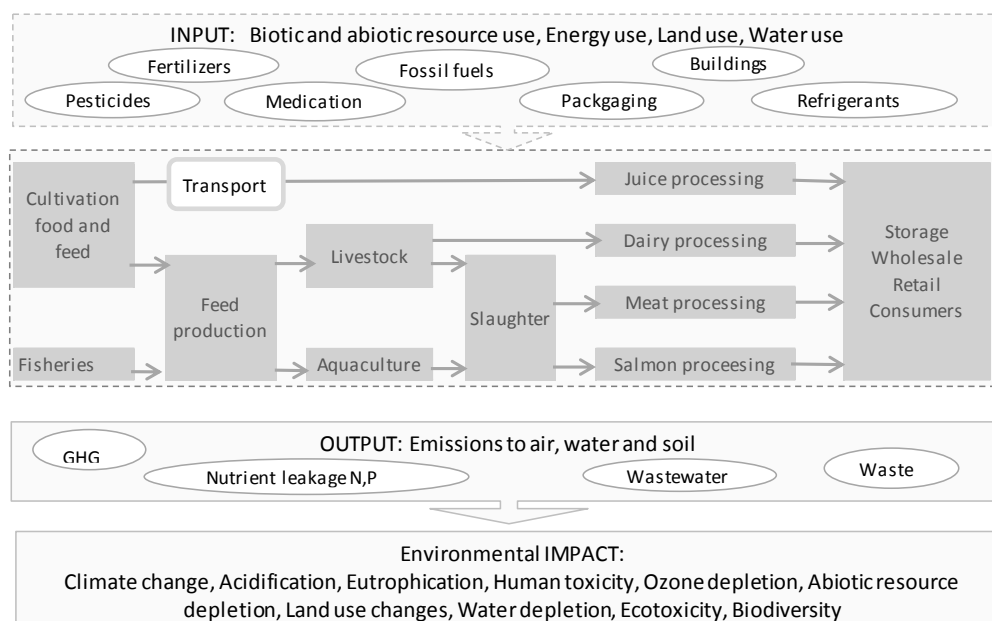 INPUT: Biotic and abiotic resource use, Energy use, Land use, Water use
Fertilizers
Fossil fuels
Buildings
Pesticides
Medication
Packgaging
Refrigerants
Cultivation
food and
feed
Transport
Juice processing
Livestock
Dairy processing
Storage
Wholesale
Retail
Consumers
Feed
production
Slaughter
Meat processing
Fisheries
Aquaculture
Salmon proceesing
OUTPUT: Emissions to air, water and soil
GHG
Nutrient leakage N,P
Wastewater
Waste
Environmental IMPACT:
Climate change, Acidification, Eutrophication, Human toxicity, Ozone depletion, Abiotic resource
depletion, Land use changes, Water depletion, Ecotoxicity, Biodiversity